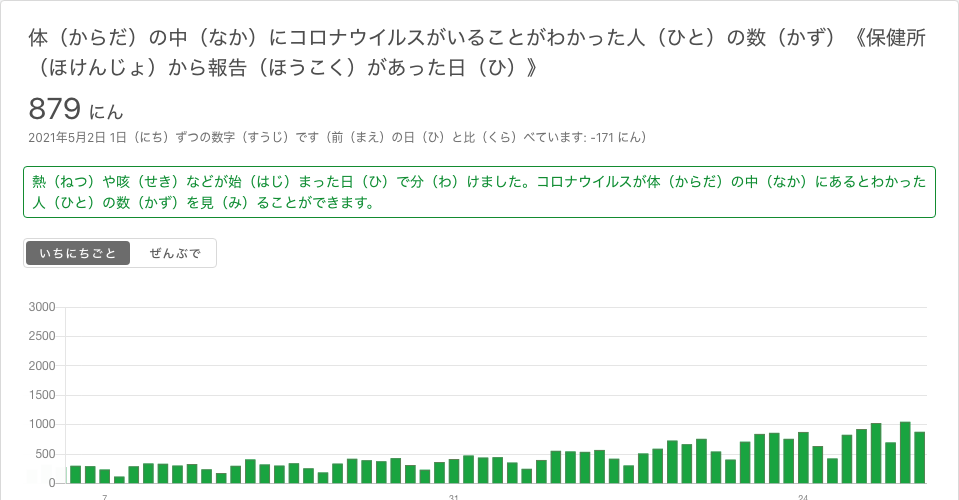 体（からだ）の中（なか）にコロナウイルスがいることがわかった人（ひと）の数（かず）《保健所
（ほけんじょ）から報告（ほうこく）があった日（ひ）》
879 にん
2021年5月2日 1日（にち）ずつの数字（すうじ）です（前（まえ）の日（ひ）と比（くら）べています: -171 にん）
熱（ねつ）や咳（せき）などが始（はじ）まった日（ひ）で分（わ）けました。コロナウイルスが体（からだ）の中（なか）にあるとわかった
人（ひと）の数（かず）を見（み）ることができます。
いちにちごと ぜんぶで
3000
2500
2000
1500
1000
500
0
7 31 24